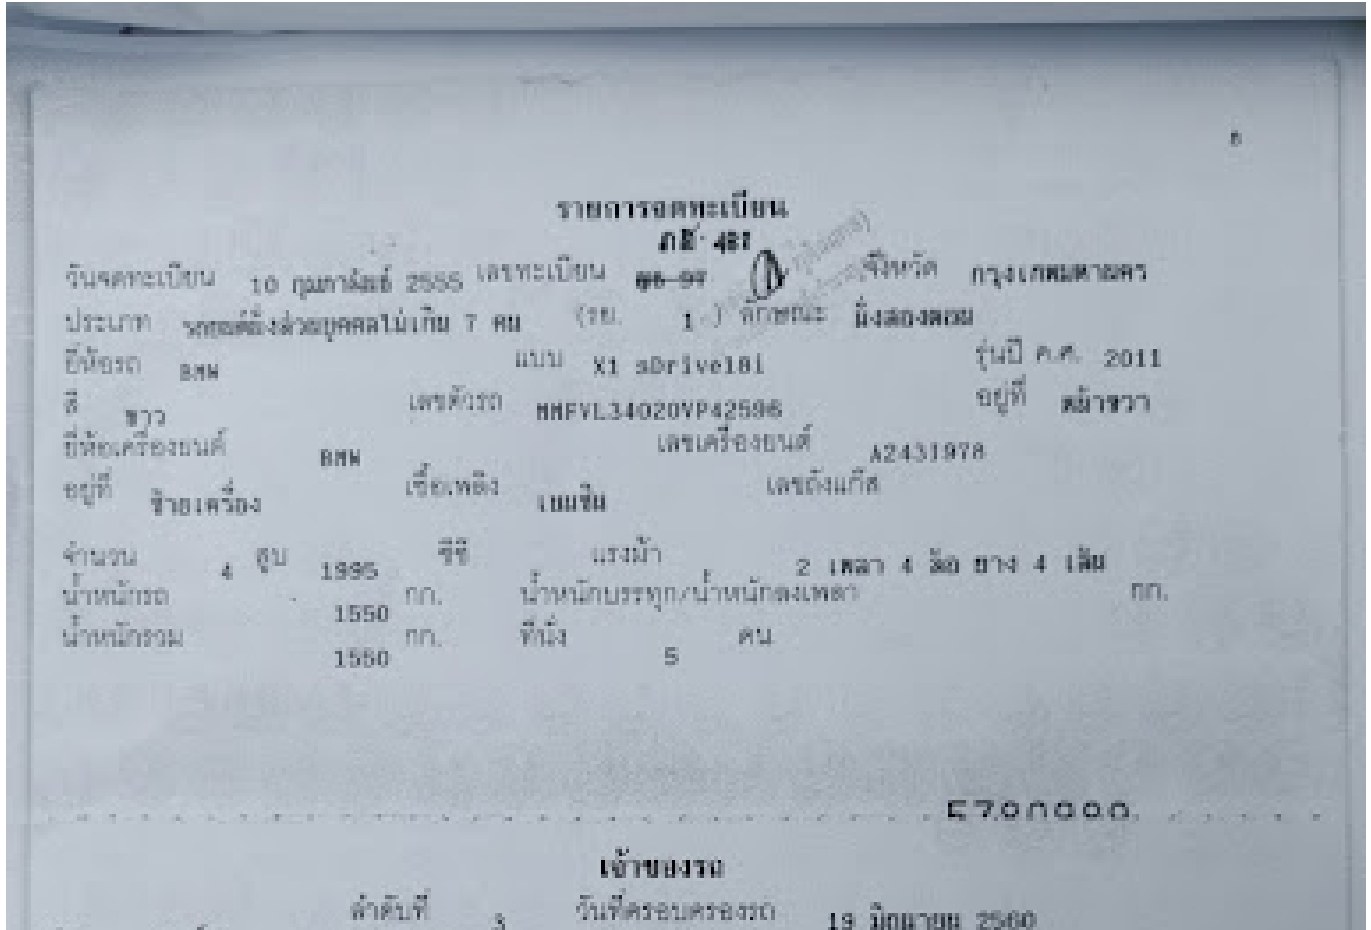 รายการจดทะเบียน
วันจดทะเบียน 10 กุมภาพันธ์ 2555 เลขทะเบียน จังหวัด กรุงเทพมหานคร
ประเภท รถยนต์นั่งส่วนบุคคลไม่เกิน 7 คน (รย. 1 ) ลักษณะ นั่งสองตอน
ยี่ห้อรถ BMW แบบ X1 sDrive18i รุ่นปี ค.ศ. 2011
สี ขาว เลขตัวรถ MMFVL34020VP42596 อยู่ที่ หน้าขวา
ยี่ห้อเครื่องยนต์ BMW เลขเครื่องยนต์ A2431978
อยู่ที่ ซ้ายเครื่อง เชื้อเพลิง เบนซิน เลขถังแก๊ส
จำนวน 4 สูบ 1995 ซีซี แรงม้า 2 เพลา 4 ล้อ ยาง 4 เส้น
น้ำหนักรถ 1550 กก. น้ำหนักบรรทุก/น้ำหนักลงเพลา กก.
น้ำหนักรวม 1550 กก. ที่นั่ง 5 คน
เจ้าของรถ
ลำดับที่ 3 วันที่ครอบครองรถ 19 มิถุนายน 2560